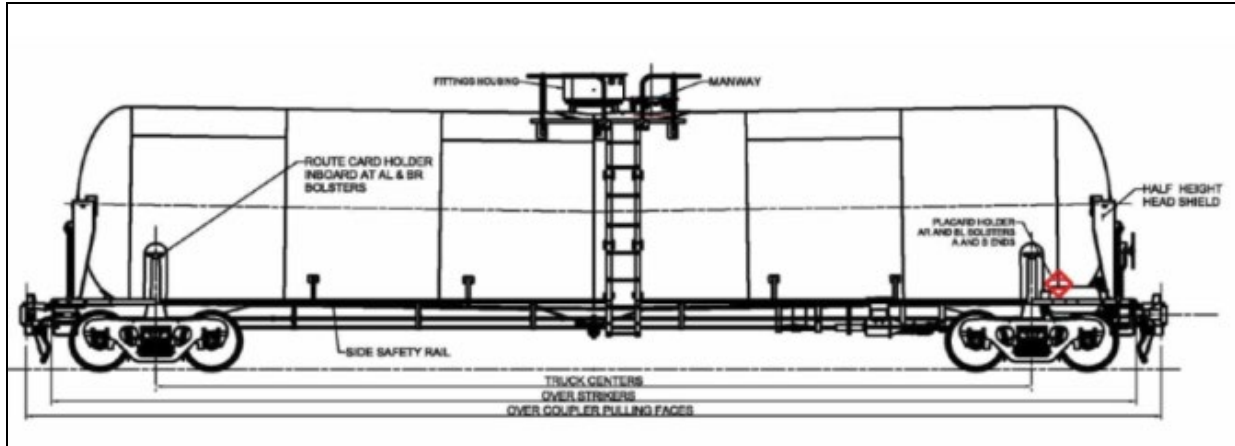 FITTINGS HOUSING
MANWAY
ROUTE CARD HOLDER
INBOARD AT AL & BR
BOLSTERS
HALF HEIGHT
HEAD SHIELD
PLACARD HOLDER
AR AND BL BOLSTERS
A AND B ENDS
SIDE SAFETY RAIL
TRUCK CENTERS
OVER STRIKERS
OVER COUPLER PULLING FACES